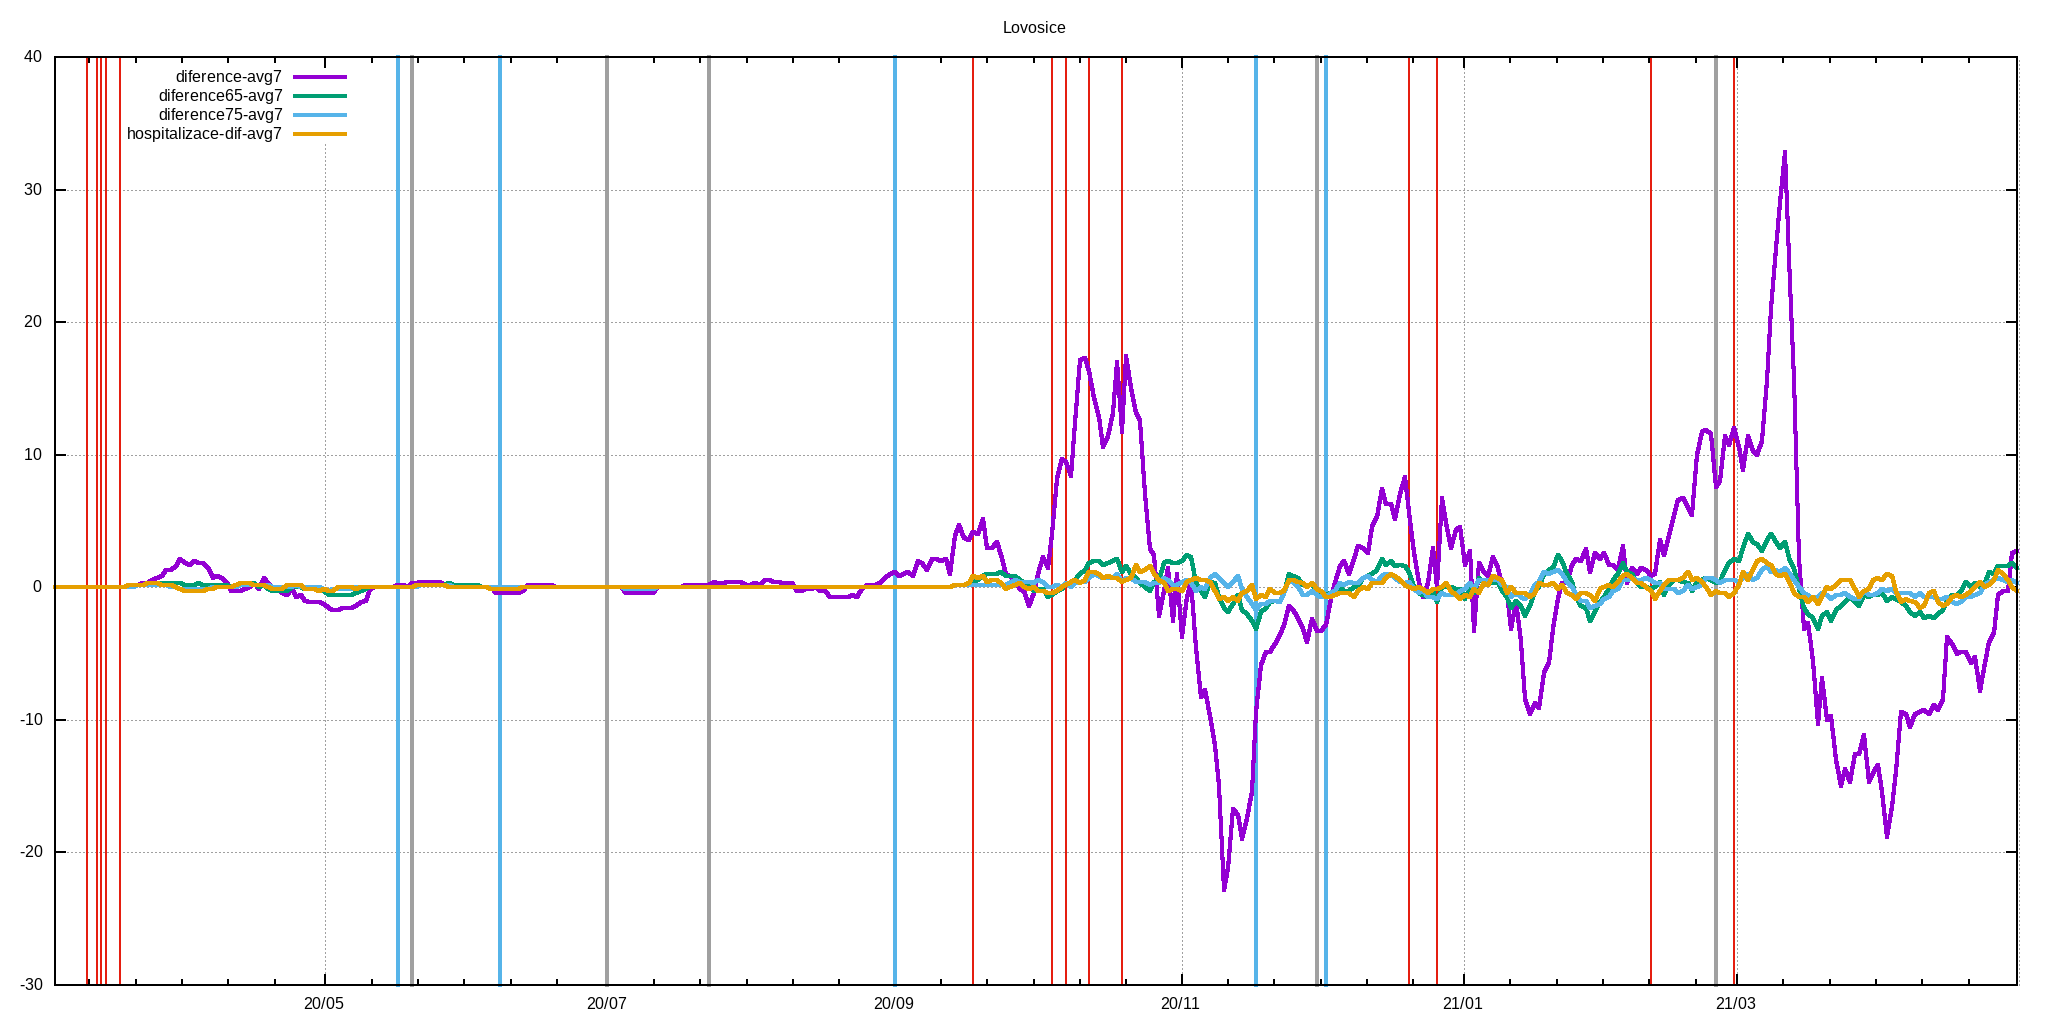 Lovosice
diference-avg7
diference65-avg7
diference75-avg7
hospitalizace-dif-avg7
40
30
20
10
0
-10
-20
-30
20/05 20/07 20/09 20/11 21/01 21/03